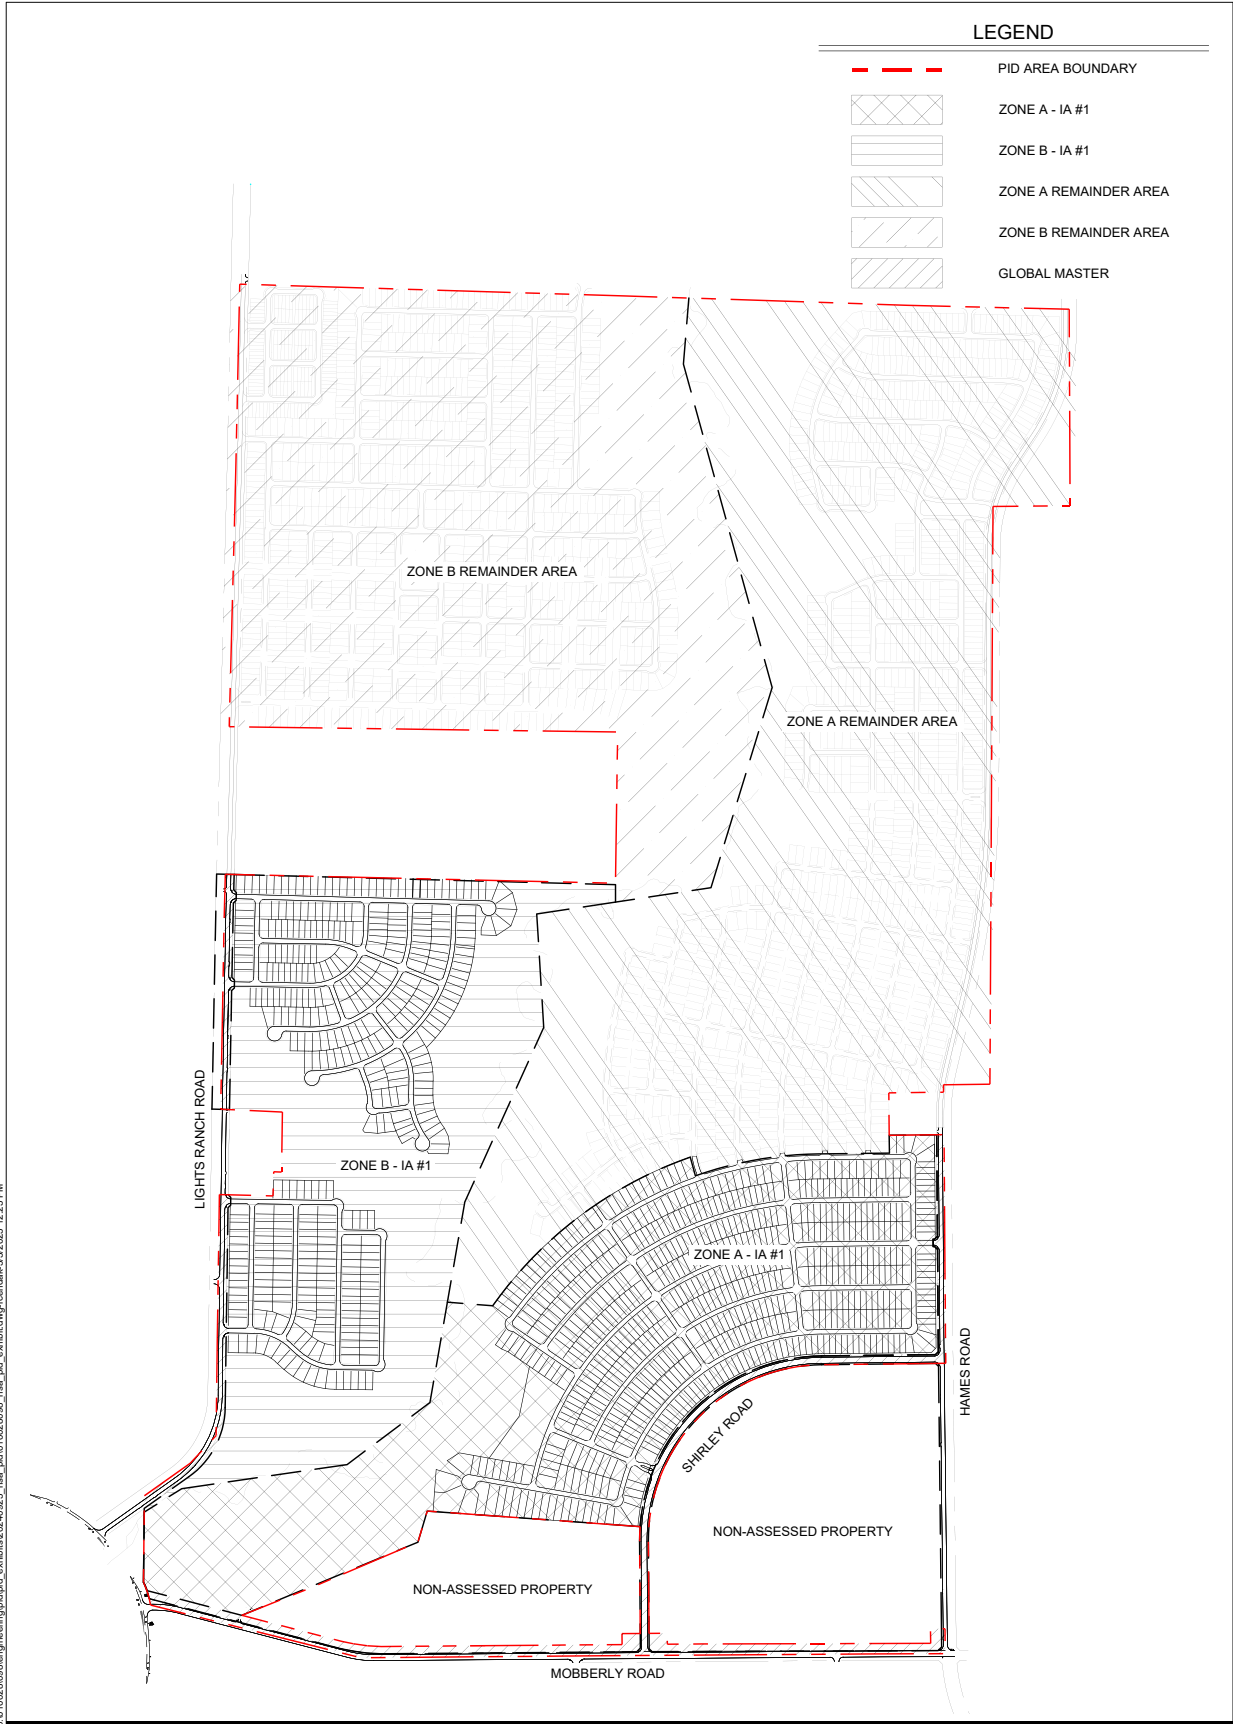 LEGEND
PID AREA BOUNDARY
ZONE A - IA #1
ZONE B - IA #1
ZONE A REMAINDER AREA
ZONE B REMAINDER AREA
GLOBAL MASTER
ZONE B REMAINDER AREA
ZONE A REMAINDER AREA
LIGHTS RANCH ROAD
ZONE B - IA #1
ZONE A - IA #1
HAMES ROAD
SHIRLEY ROAD
NON-ASSESSED PROPERTY
NON-ASSESSED PROPERTY
MOBBERLY ROAD